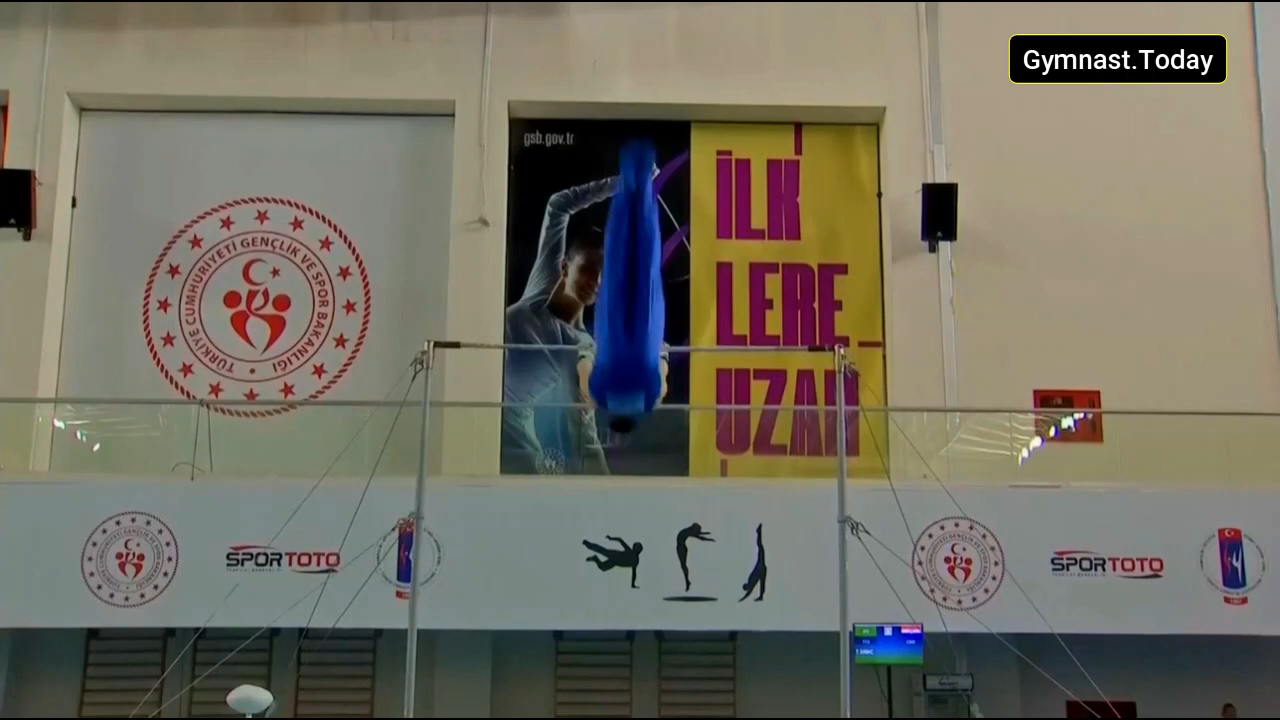 Gymnast.Today
gsb.gov.tr
İLK
LERE
UZAN
TÜRKİYE CUMHURİYETİ GENÇLİK VE SPOR BAKANLIĞI
SPORTOTO
SPORTOTO